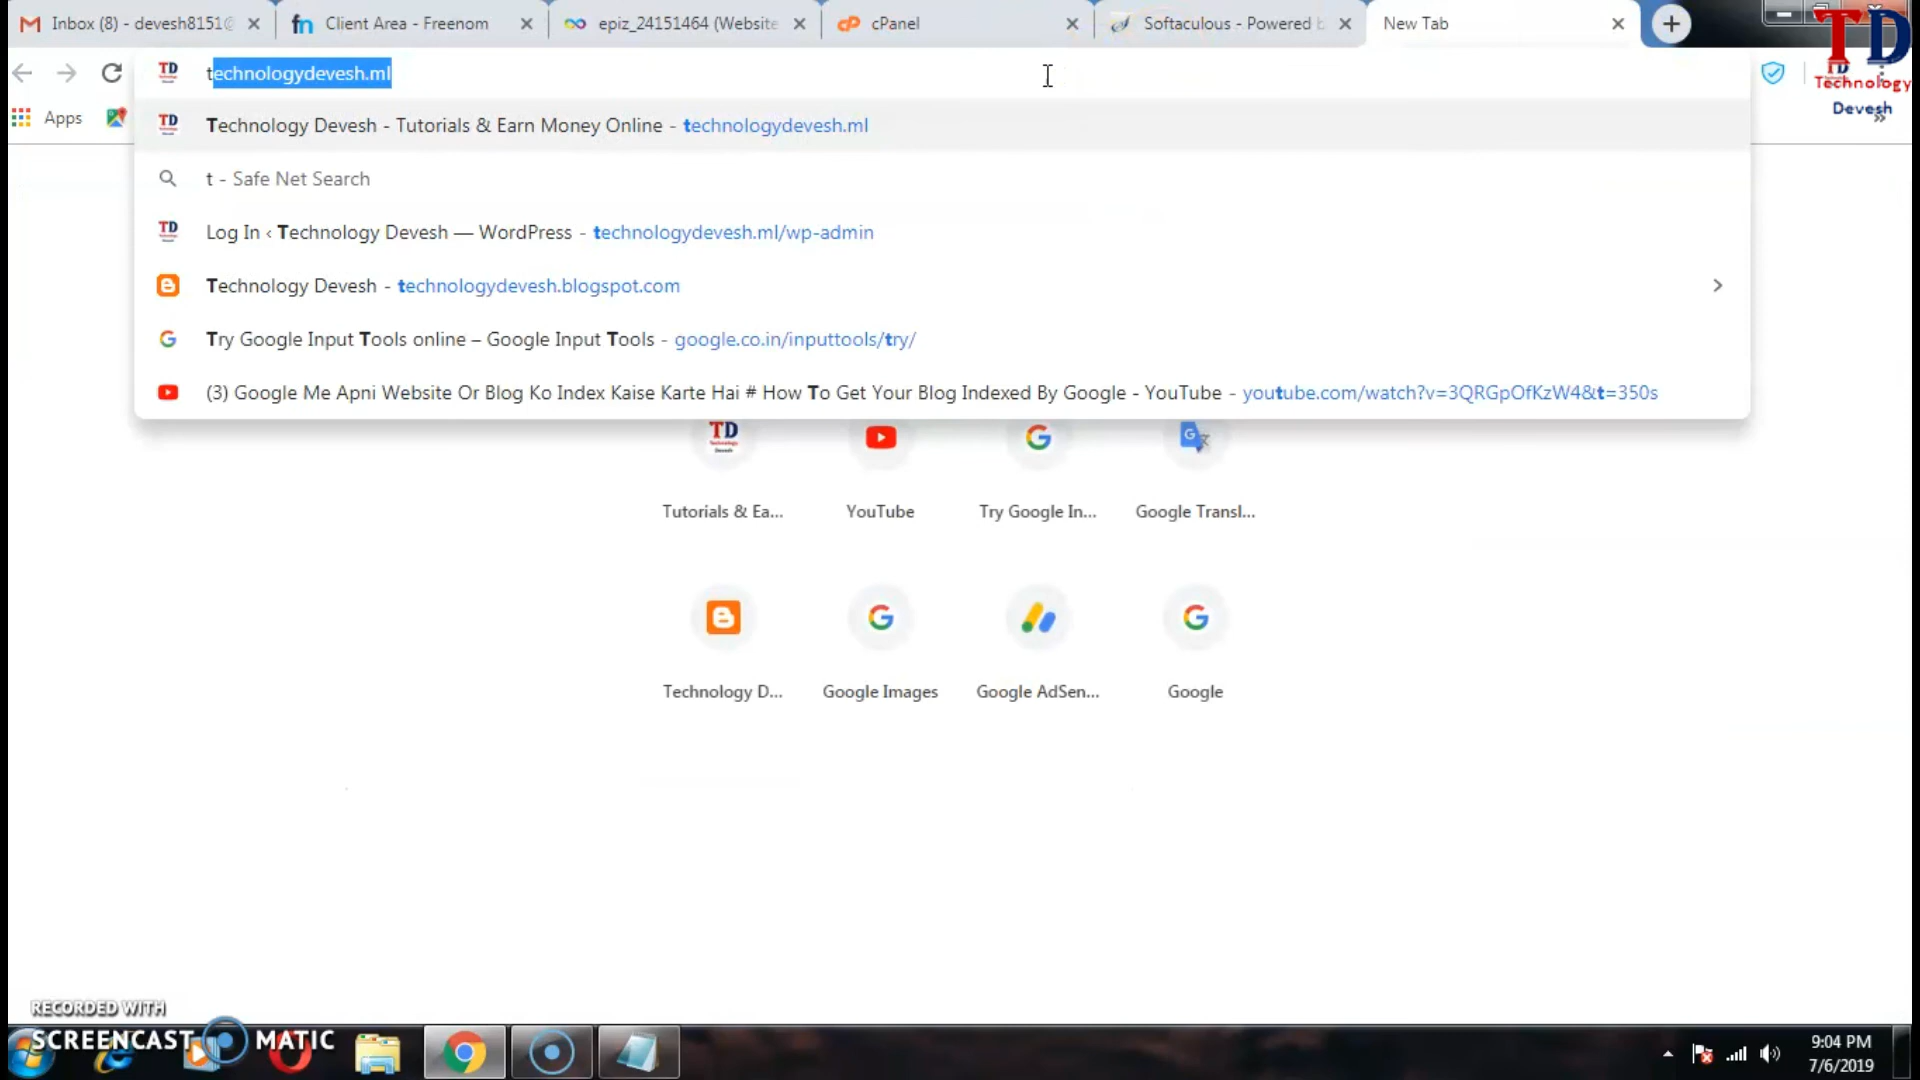 Inbox (8) - devesh8151@
Client Area - Freenom
epiz_24151464 (Website
cPanel
Softaculous - Powered b
New Tab
technologydevesh.ml
TD
Technology
Devesh
Apps
Technology Devesh - Tutorials & Earn Money Online - technologydevesh.ml
t - Safe Net Search
Log In ‹ Technology Devesh — WordPress - technologydevesh.ml/wp-admin
Technology Devesh - technologydevesh.blogspot.com
Try Google Input Tools online – Google Input Tools - google.co.in/inputtools/try/
(3) Google Me Apni Website Or Blog Ko Index Kaise Karte Hai # How To Get Your Blog Indexed By Google - YouTube - youtube.com/watch?v=3QRGpOfKzW4&t=350s
TD
Technology
Devesh
Tutorials & Ea...
YouTube
Try Google In...
Google Transl...
Technology D...
Google Images
Google AdSen...
Google
RECORDED WITH
SCREENCAST MATIC
9:04 PM
7/6/2019